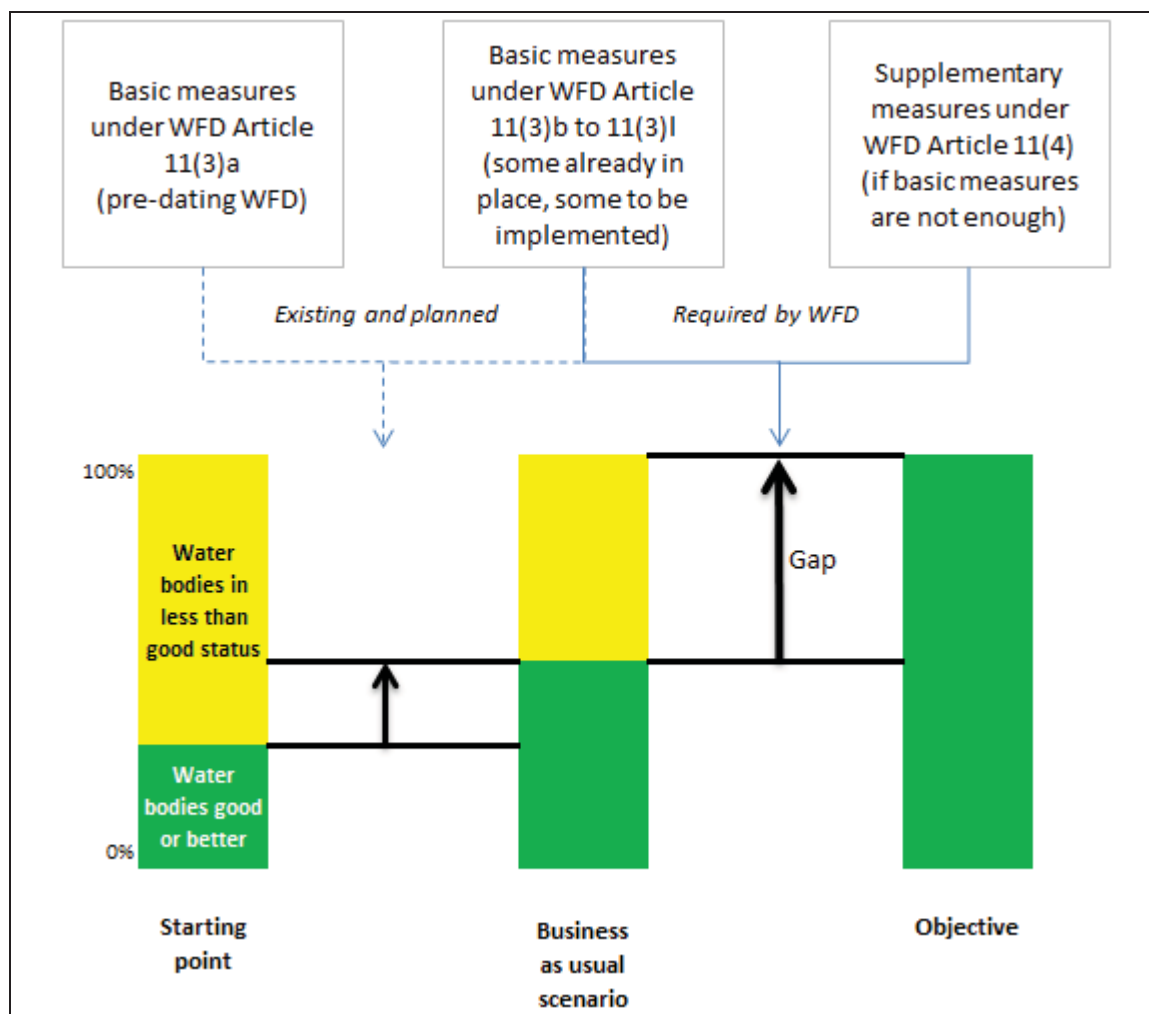 Basic measures
under WFD Article
11(3)a
(pre-dating WFD)
Basic measures
under WFD Article
11(3)b to 11(3)l
(some already in
place, some to be
implemented)
Supplementary
measures under
WFD Article 11(4)
(if basic measures
are not enough)
Existing and planned
Required by WFD
100%
Water
bodies in
less than
good status
Gap
Water
bodies good
or better
0%
Starting
point
Business
as usual
scenario
Objective